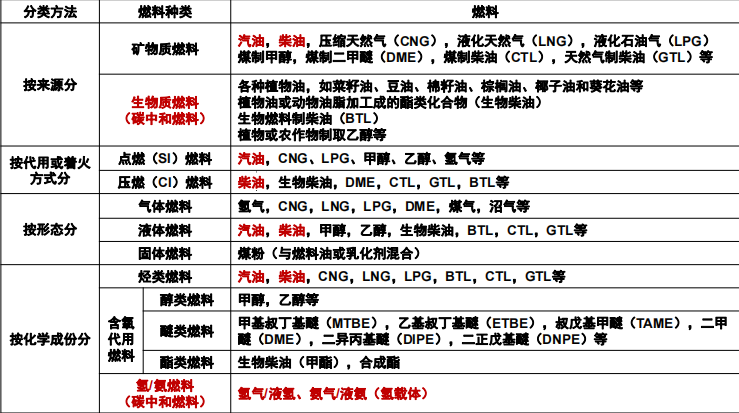 分类方法 燃料种类 燃料
按来源分 矿物质燃料 汽油，柴油，压缩天然气（CNG），液化天然气（LNG），液化石油气（LPG）
煤制甲醇，煤制二甲醚（DME），煤制柴油（CTL），天然气制柴油（GTL）等
生物质燃料
（碳中和燃料）
各种植物油，如菜籽油、豆油、棉籽油、棕榈油、椰子油和葵花油等
植物油或动物油脂加工成的酯类化合物（生物柴油）
生物燃料制柴油（BTL）
植物或农作物制取乙醇等
按代用或着火
方式分
点燃（SI）燃料 汽油，CNG、LPG、甲醇、乙醇、氢气等
压燃（CI）燃料 柴油，生物柴油，DME，CTL，GTL，BTL等
按形态分 气体燃料 氢气，CNG，LNG，LPG，DME，煤气，沼气等
液体燃料 汽油，柴油，甲醇，乙醇，生物柴油，BTL，CTL，GTL等
固体燃料 煤粉（与燃料油或乳化剂混合）
按化学成份分 烃类燃料 汽油，柴油，CNG，LNG，LPG，BTL，CTL，GTL等
含氧
代用
燃料
醇类燃料 甲醇，乙醇等
醚类燃料 甲基叔丁基醚（MTBE），乙基叔丁基醚（ETBE），叔戊基甲醚（TAME），二甲
醚（DME），二异丙基醚（DIPE），二正戊基醚（DNPE）等
酯类燃料 生物柴油（甲酯），合成酯
氢/氨燃料
（碳中和燃料）
氢气/液氢、氨气/液氨（氢载体）